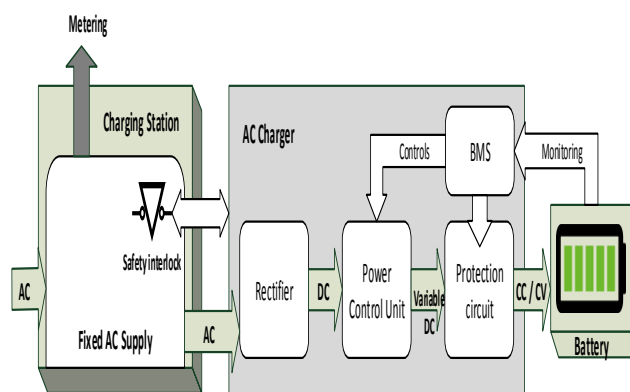 Metering
Charging Station
AC Charger
Controls
BMS
Monitoring
Safety interlock
AC
Fixed AC Supply
AC
Rectifier
DC
Power
Control Unit
Variable
DC
Protection
circuit
CC / CV
Battery